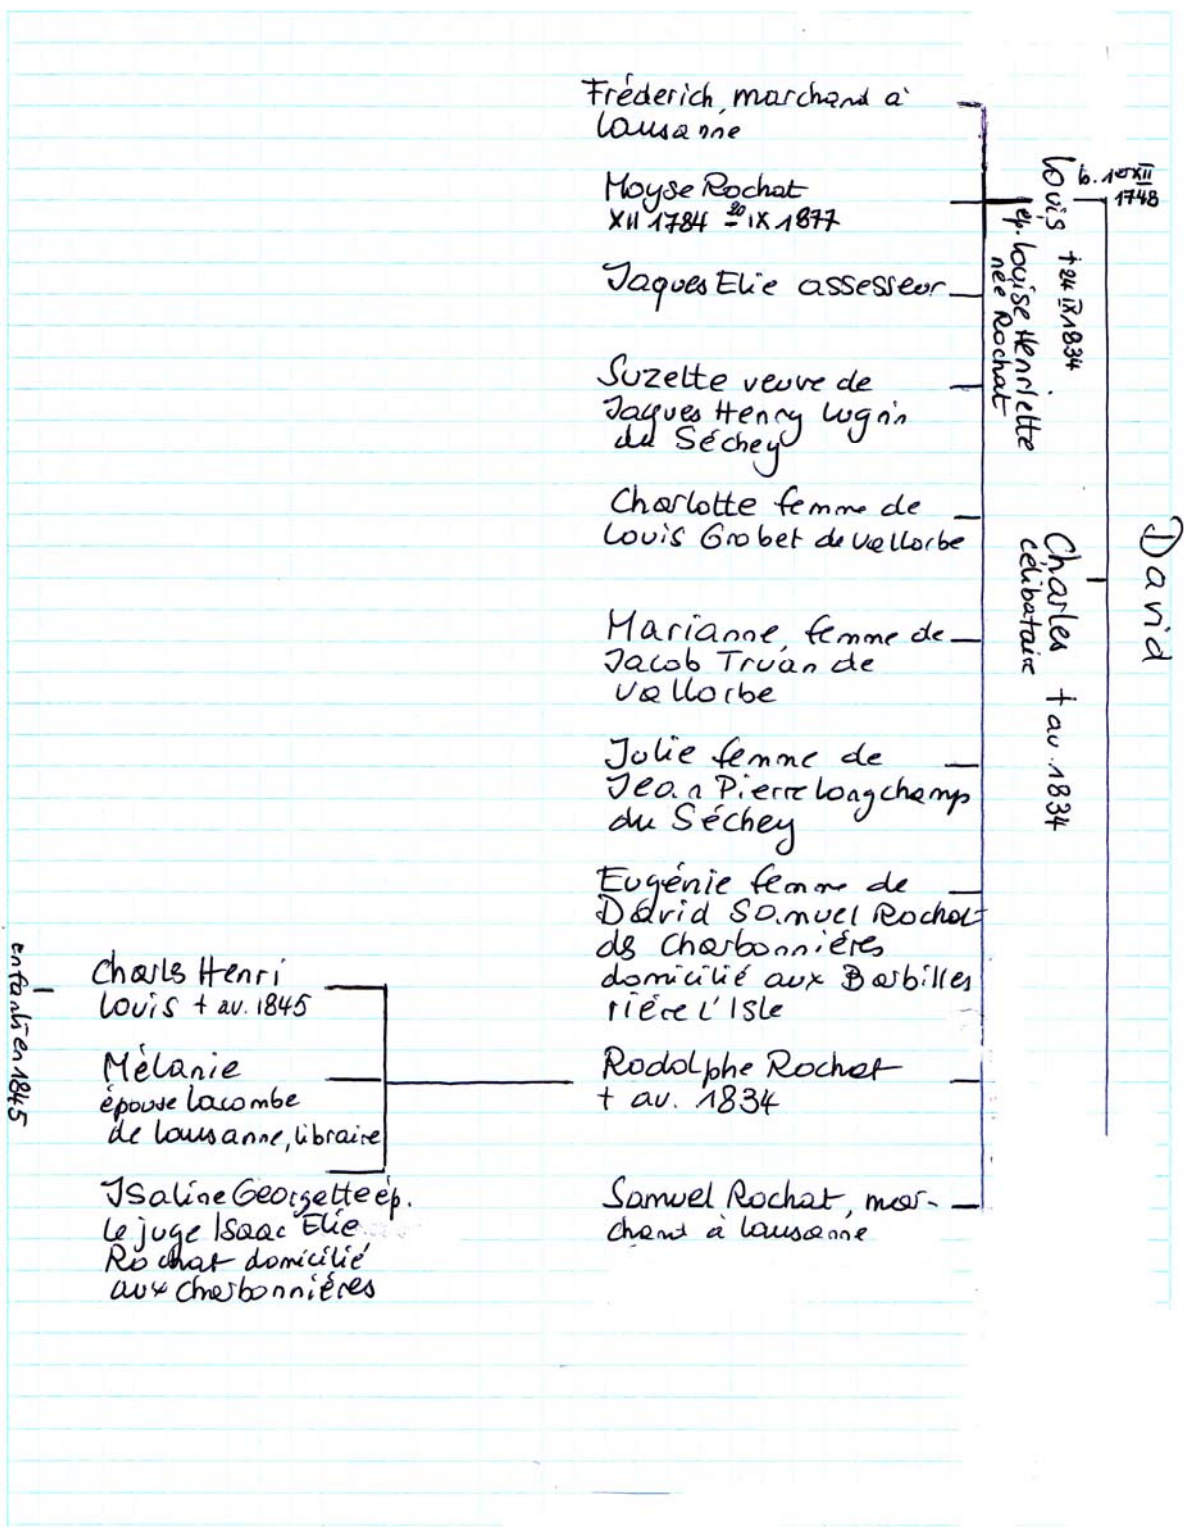 Fréderich, marchand à
Lausanne
Moyse Rochat
XII 1784 - 20 IX 1877
Jaques Elie assesseur
Suzette veuve de
Jaques Henry Lugrin
du Séchey
Charlotte femme de
Louis Grobet de Vallorbe
Marianne, femme de
Jacob Truan de
Vallorbe
Julie femme de
Jean Pierre Longchamp
du Séchey
Eugénie femme de
David Samuel Rochat
ds Charbonnières
domicilié aux Barbilles
rière l'Isle
Rodolphe Rochat
† av. 1834
Samuel Rochat, mar-
chand à Lausanne
Charls Henri
Louis † av. 1845
Mélanie
épouse Lacombe
de Lausanne, libraire
Isaline Georgette ép.
le juge Isaac Elie
Rochat domicilié
aux Charbonnières
enfants en 1845
b. 1er XII
1748
Louis † 24 IX 1834
ép. Louise Henriette
née Rochat
Charles † av. 1834
célibataire
David